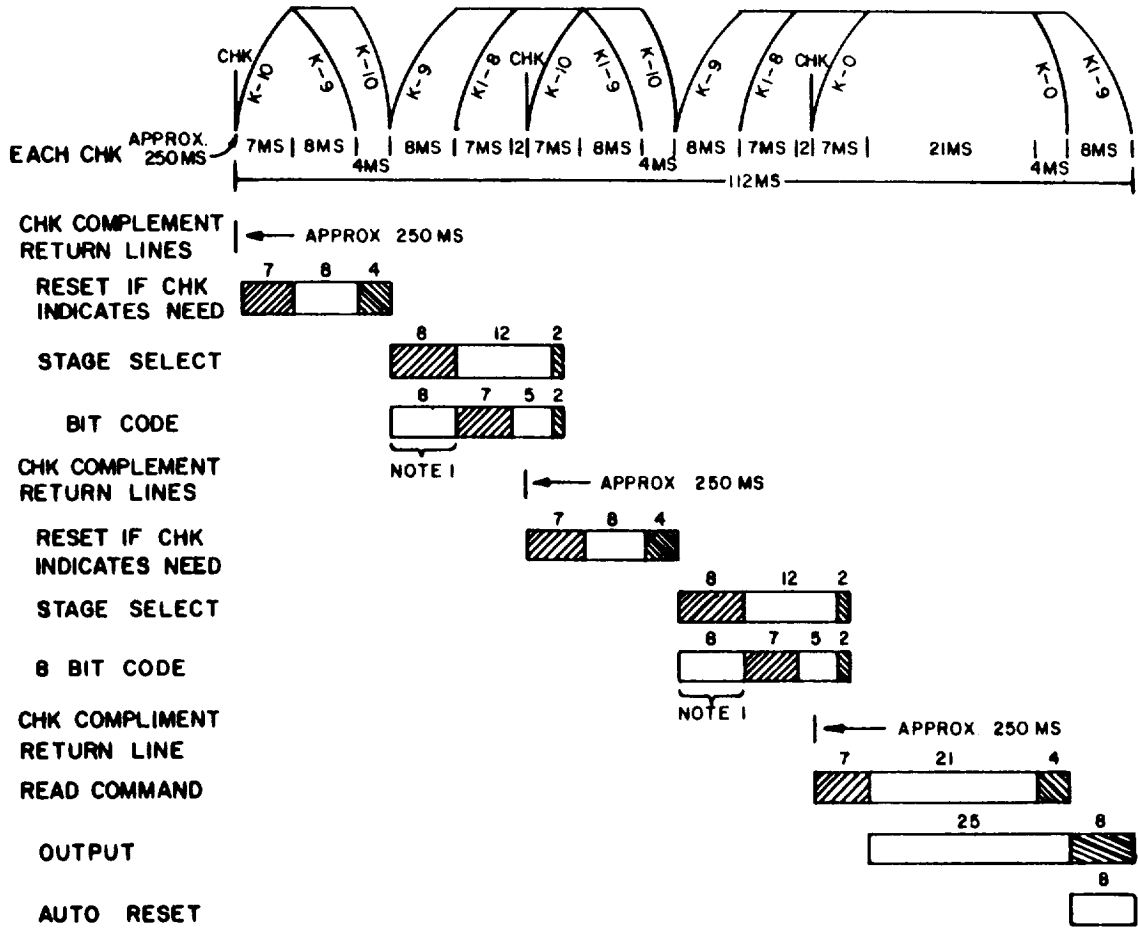 CHK K-10 K-9 K-10 K-9 K1-8 CHK K-10 K1-9 K-10 K-9 K1-8 CHK K-0 K-0 K1-9
EACH CHK APPROX. 250 MS
7MS 8MS 4MS 8MS 7MS 2 7MS 8MS 4MS 8MS 7MS 2 7MS 21MS 4MS 8MS
112MS
CHK COMPLEMENT
RETURN LINES
APPROX 250 MS
RESET IF CHK
INDICATES NEED
7 8 4
STAGE SELECT
8 12 2
BIT CODE
8 7 5 2
NOTE 1
CHK COMPLEMENT
RETURN LINES
APPROX 250 MS
RESET IF CHK
INDICATES NEED
7 8 4
STAGE SELECT
8 12 2
8 BIT CODE
8 7 5 2
NOTE 1
CHK COMPLIMENT
RETURN LINE
APPROX. 250 MS
READ COMMAND
7 21 4
OUTPUT
25 8
AUTO RESET
8